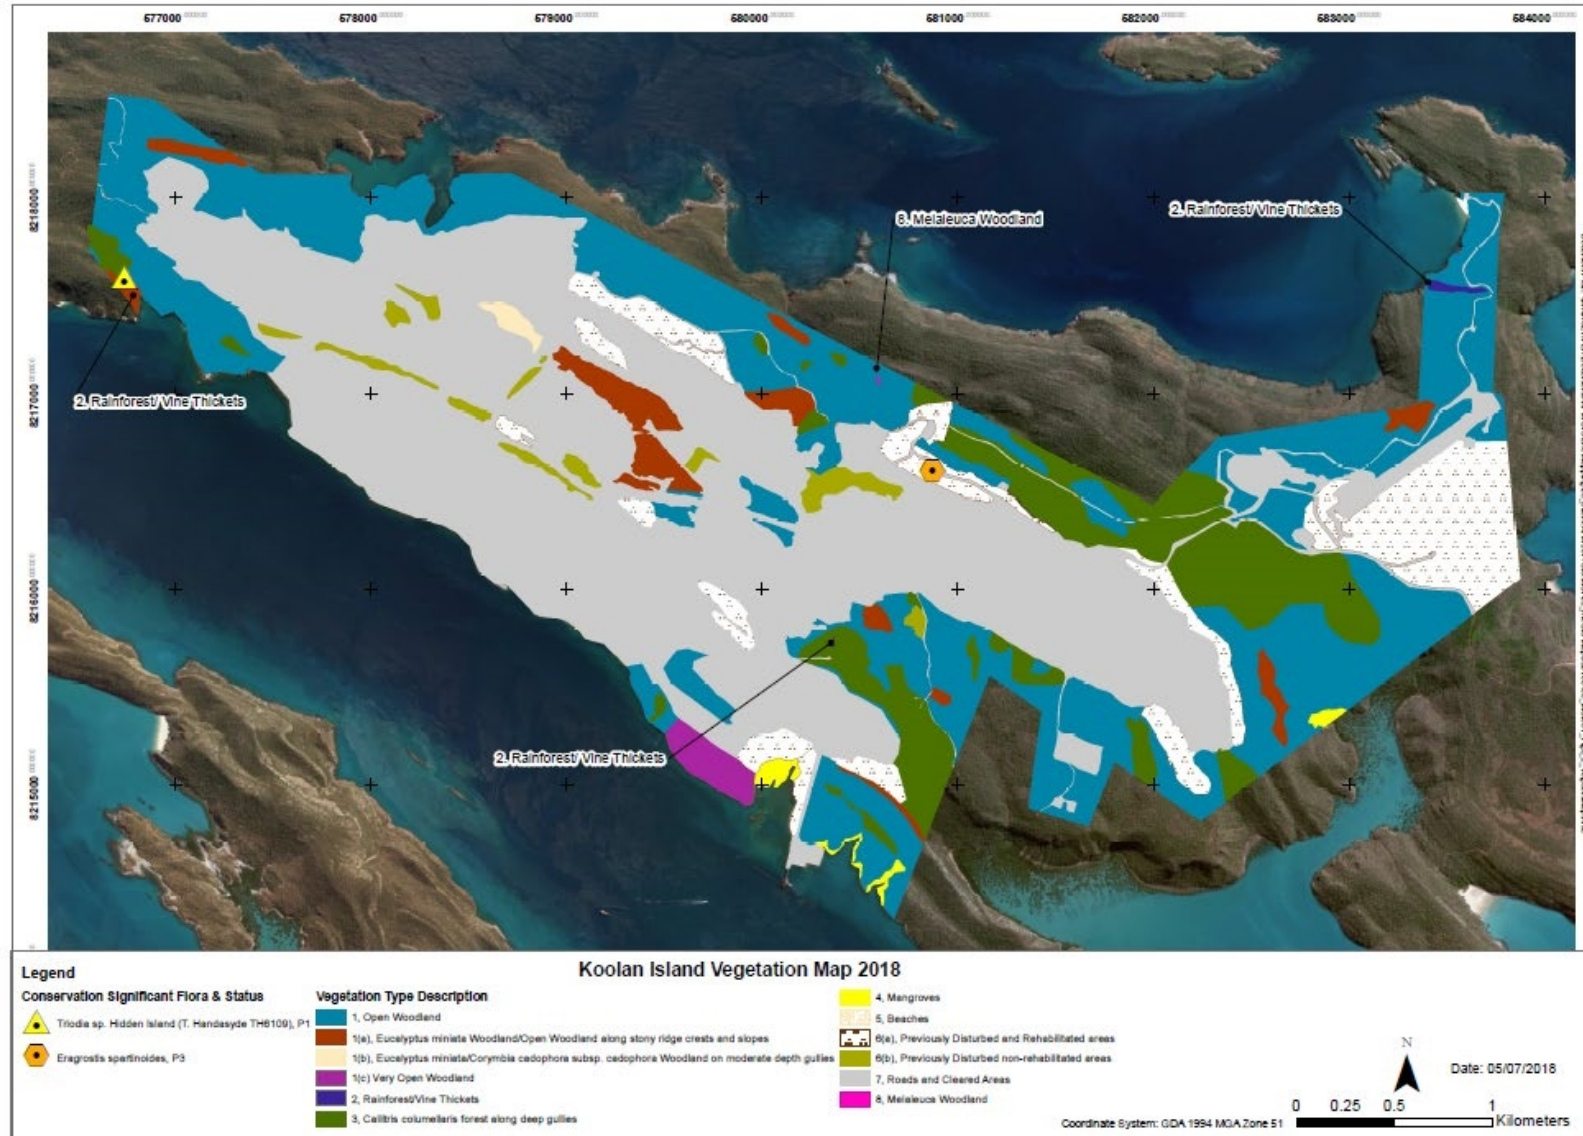 677000 678000 679000 680000 681000 682000 683000 684000
8218000
8217000
8216000
8215000
8. Melaleuca Woodland
2. Rainforest/ Vine Thickets
2. Rainforest/ Vine Thickets
2. Rainforest/ Vine Thickets
Koolan Island Vegetation Map 2018
Legend
Conservation Significant Flora & Status
Triodia sp. Hidden Island (T. Handasyde TH6109), P1
Eragrostis spartinoides, P3
Vegetation Type Description
1, Open Woodland
1(a), Eucalyptus miniata Woodland/Open Woodland along stony ridge crests and slopes
1(b), Eucalyptus miniata/Corymbia cadophora subsp. cadophora Woodland on moderate depth gullies
1(c) Very Open Woodland
2, Rainforest/Vine Thickets
3, Callitris columellaris forest along deep gullies
4, Mangroves
5, Beaches
6(a), Previously Disturbed and Rehabilitated areas
6(b), Previously Disturbed non-rehabilitated areas
7, Roads and Cleared Areas
8, Melaleuca Woodland
N
Date: 05/07/2018
0 0.25 0.5 1
Kilometers
Coordinate System: GDA 1994 MGA Zone 51